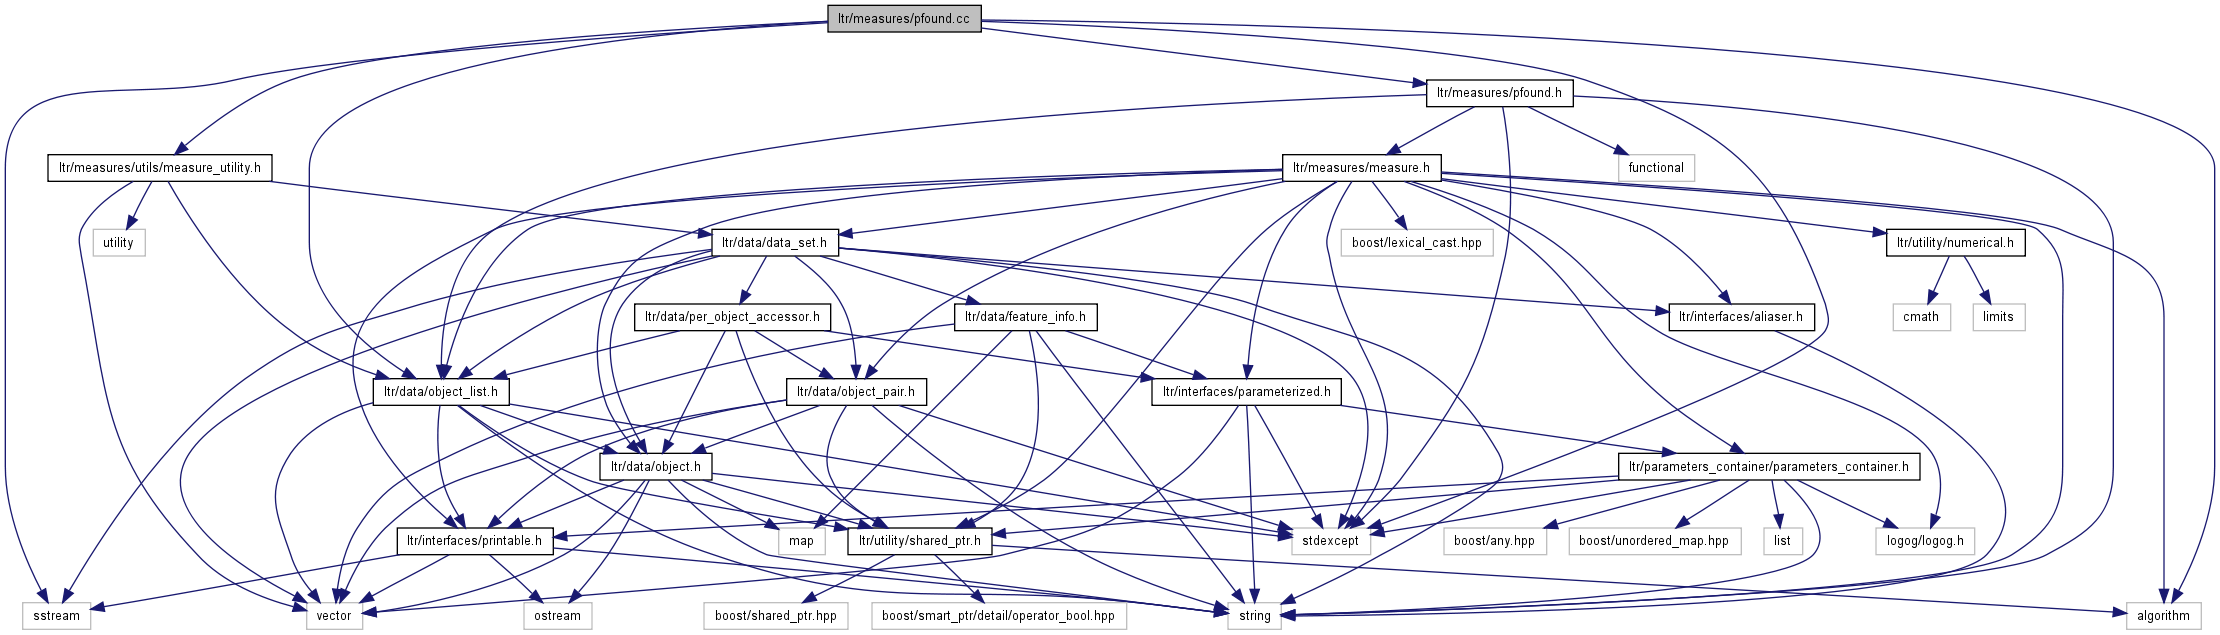 ltr/measures/pfound.cc
ltr/measures/pfound.h
ltr/measures/utils/measure_utility.h
ltr/measures/measure.h
functional
utility
ltr/data/data_set.h
boost/lexical_cast.hpp
ltr/utility/numerical.h
ltr/data/per_object_accessor.h
ltr/data/feature_info.h
ltr/interfaces/aliaser.h
cmath
limits
ltr/data/object_list.h
ltr/data/object_pair.h
ltr/interfaces/parameterized.h
ltr/data/object.h
ltr/parameters_container/parameters_container.h
ltr/interfaces/printable.h
map
ltr/utility/shared_ptr.h
stdexcept
boost/any.hpp
boost/unordered_map.hpp
list
logog/logog.h
sstream
vector
ostream
boost/shared_ptr.hpp
boost/smart_ptr/detail/operator_bool.hpp
string
algorithm